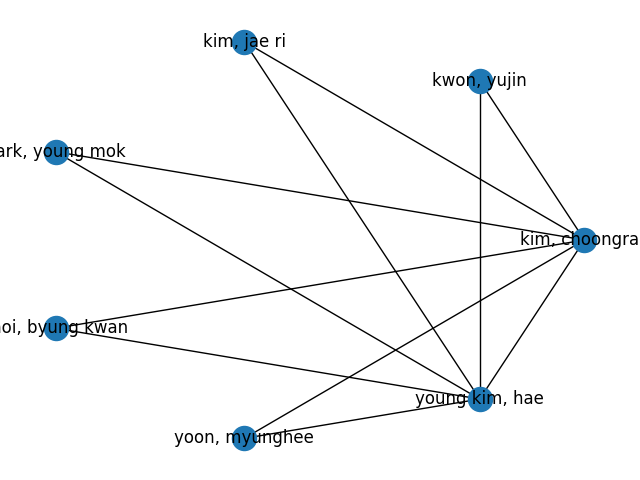 kim, jae ri
kwon, yujin
ark, young mok
kim, choongra
oi, byung kwan
young kim, hae
yoon, myunghee